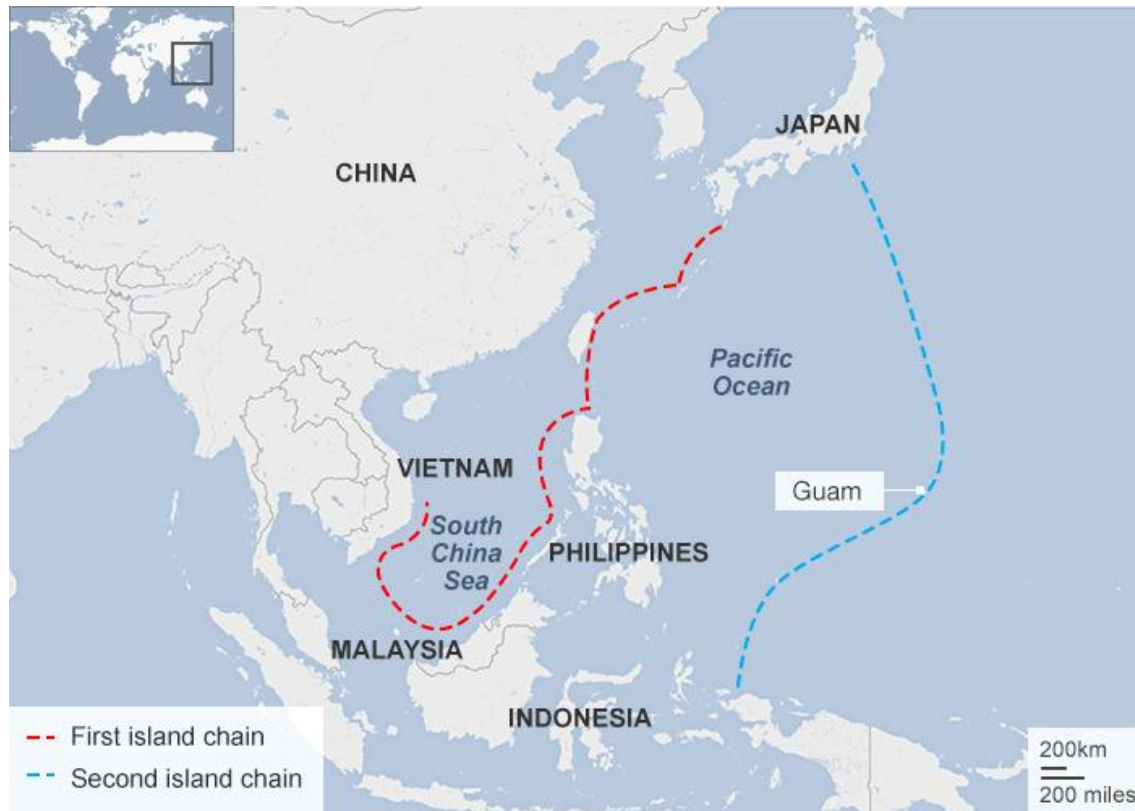 JAPAN
CHINA
Pacific
Ocean
VIETNAM
Guam
South
China
Sea
PHILIPPINES
MALAYSIA
INDONESIA
First island chain
Second island chain
200km
200 miles